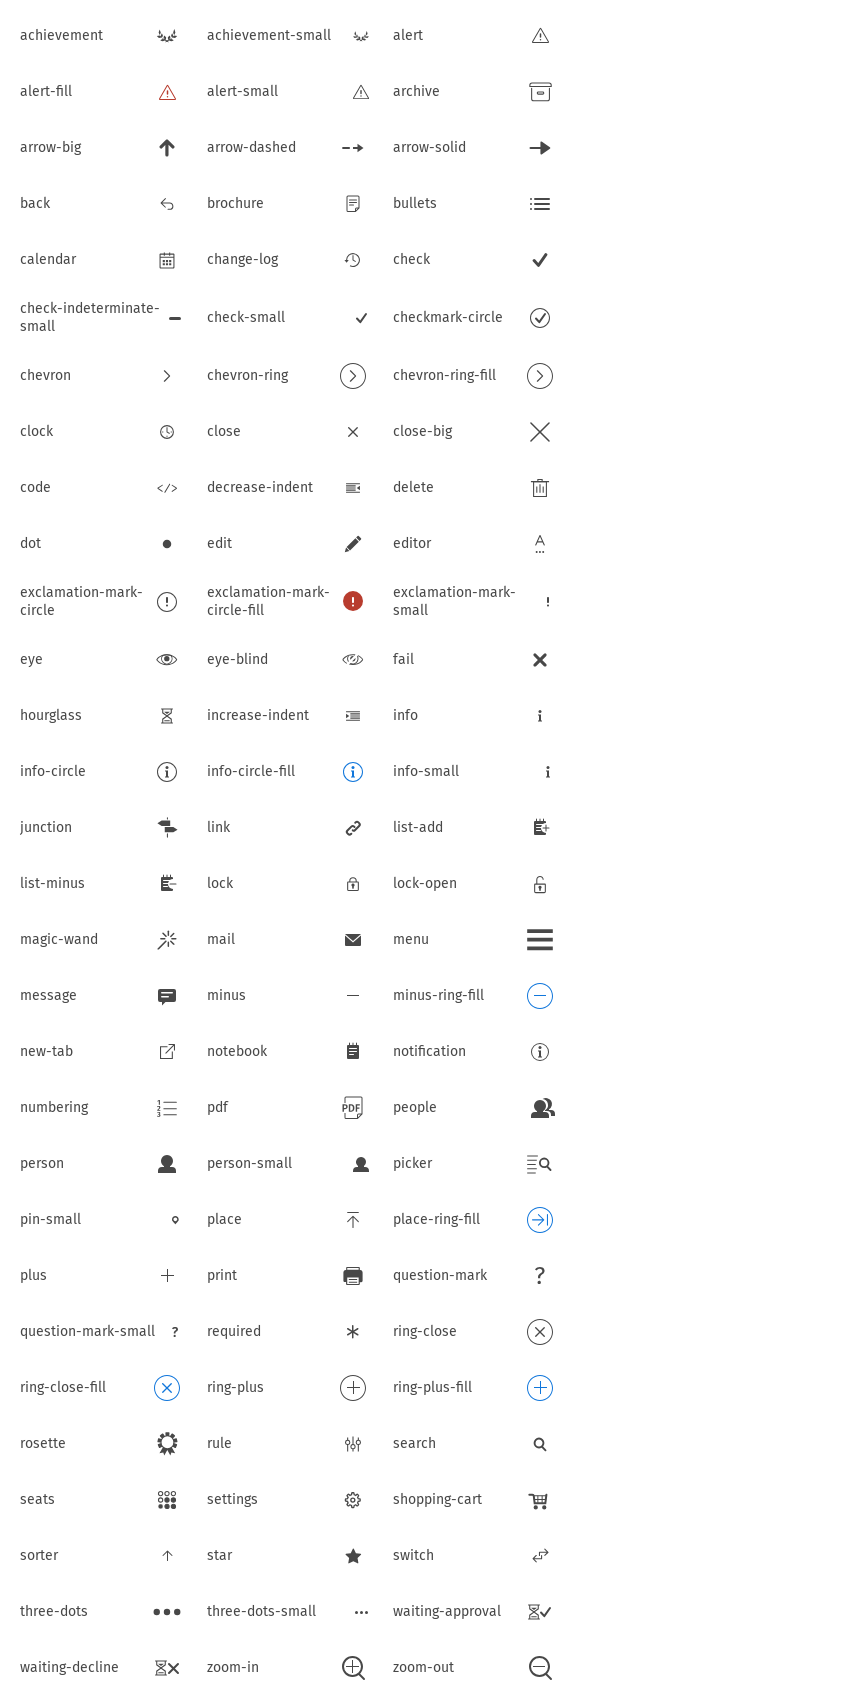 achievement
achievement-small
alert
alert-fill
alert-small
archive
arrow-big
arrow-dashed
arrow-solid
back
brochure
bullets
calendar
change-log
check
check-indeterminate-
small
check-small
checkmark-circle
chevron
chevron-ring
chevron-ring-fill
clock
close
close-big
code
decrease-indent
delete
dot
edit
editor
exclamation-mark-
circle
exclamation-mark-
circle-fill
exclamation-mark-
small
eye
eye-blind
fail
hourglass
increase-indent
info
info-circle
info-circle-fill
info-small
junction
link
list-add
list-minus
lock
lock-open
magic-wand
mail
menu
message
minus
minus-ring-fill
new-tab
notebook
notification
numbering
pdf
PDF
people
person
person-small
picker
pin-small
place
place-ring-fill
plus
print
question-mark
question-mark-small
required
ring-close
ring-close-fill
ring-plus
ring-plus-fill
rosette
rule
search
seats
settings
shopping-cart
sorter
star
switch
three-dots
three-dots-small
waiting-approval
waiting-decline
zoom-in
zoom-out